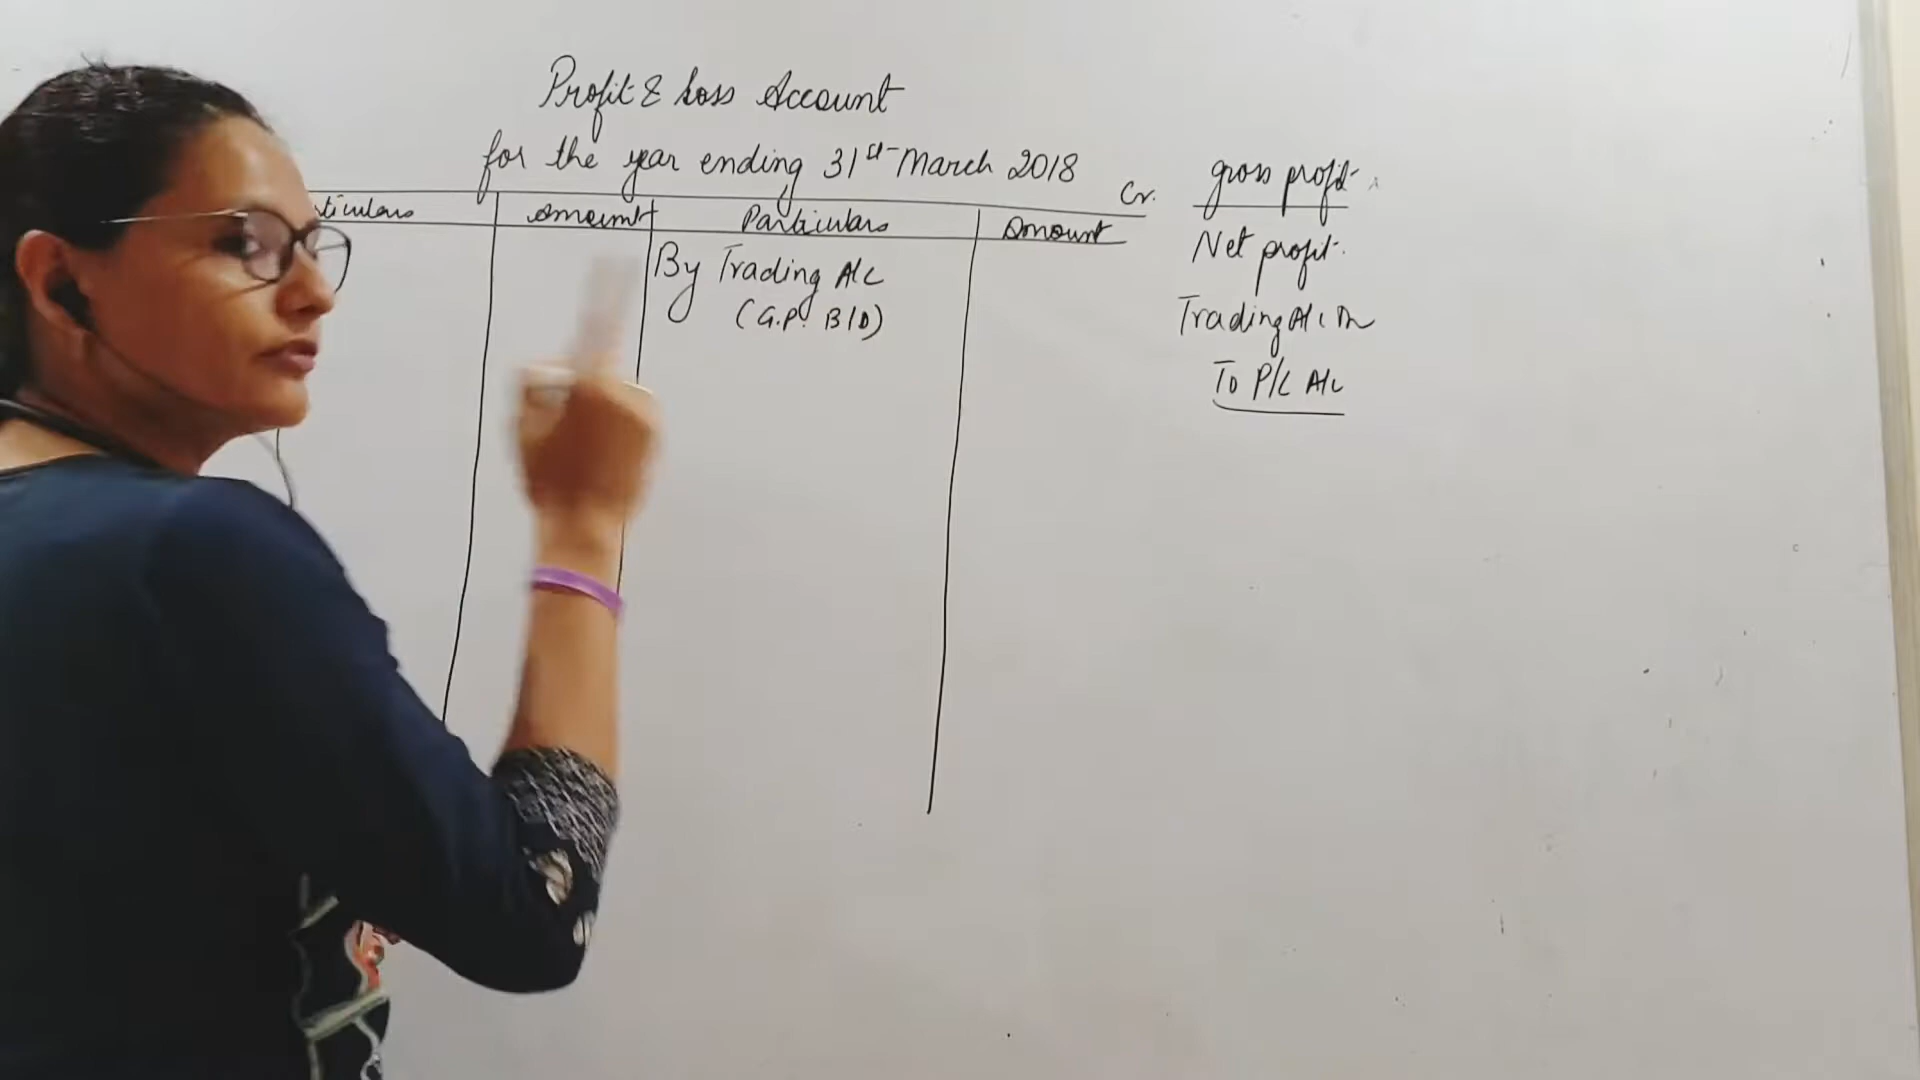 Profit & Loss Account
for the year ending 31st March 2018
Cr.
Amount Particulars Amount
By Trading A/c
(G.P. B/D)
gross profit
Net profit.
Trading A/c Dr
To P/L A/c